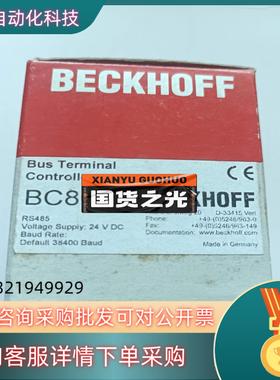 自动化科技
BECKHOFF
Bus Terminal
Controller
BC8
KHOFF
XIANYU GUOHUO
国货之光
RS485
Voltage Supply: 24 V DC
Baud Rate:
Default 38400 Baud
D-33415 Verl
Phone: +49-(0)5246/963-0
Fax: +49-(0)5246/963-149
Documentation: www.beckhoff.com
Made in Germany
821949929
咨询采购批发可对公开票
客服详情下单采购